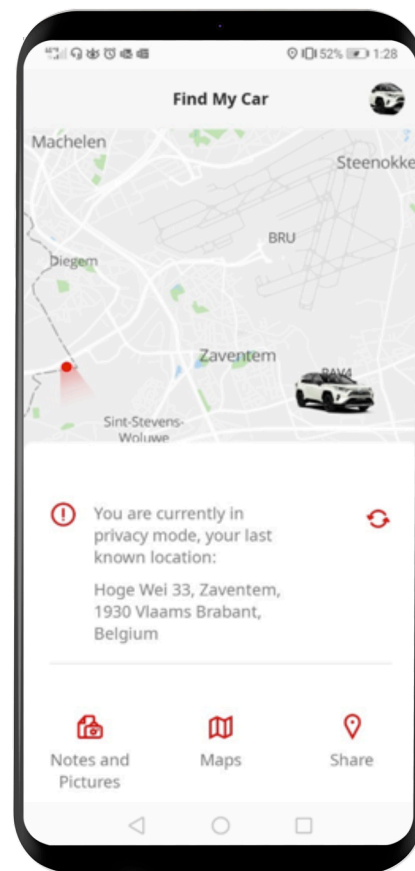 52% 1:28
Find My Car
Machelen
Steenokke
BRU
Diegem
Zaventem
RAV4
Sint-Stevens-
Woluwe
You are currently in
privacy mode, your last
known location:
Hoge Wei 33, Zaventem,
1930 Vlaams Brabant,
Belgium
Notes and
Pictures
Maps
Share